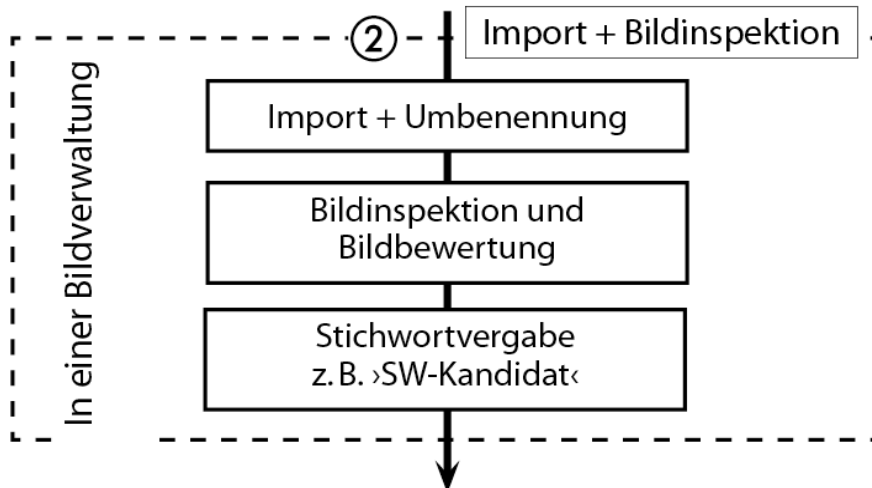 ②
Import + Bildinspektion
In einer Bildverwaltung
Import + Umbenennung
Bildinspektion und
Bildbewertung
Stichwortvergabe
z. B. ›SW-Kandidat‹